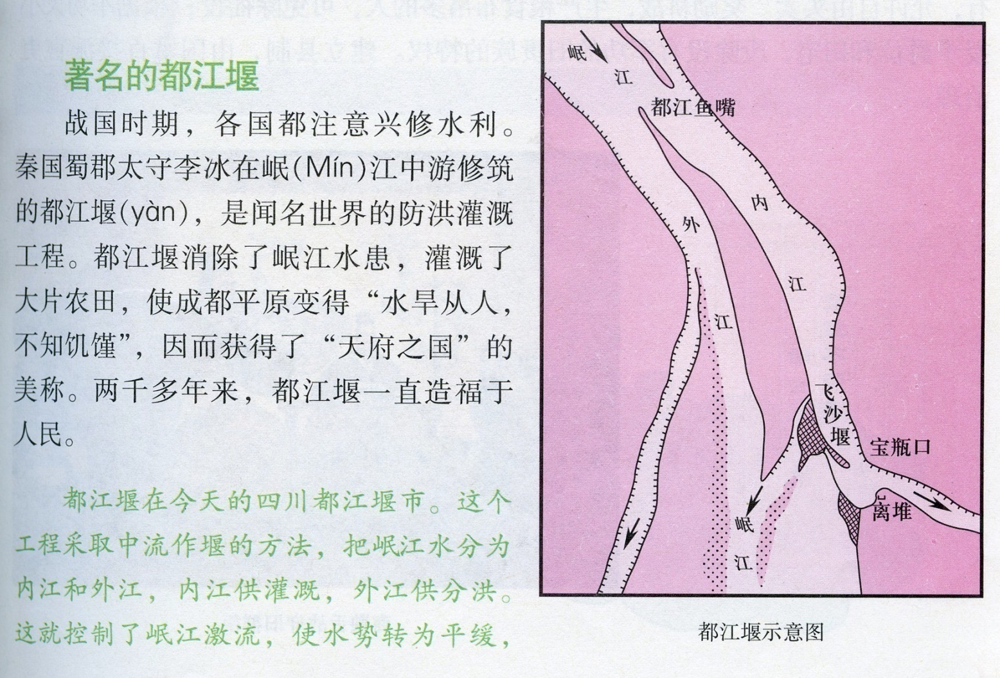 著名的都江堰
战国时期，各国都注意兴修水利。
秦国蜀郡太守李冰在岷(Mín)江中游修筑
的都江堰(yàn)，是闻名世界的防洪灌溉
工程。都江堰消除了岷江水患，灌溉了
大片农田，使成都平原变得“水旱从人，
不知饥馑”，因而获得了“天府之国”的
美称。两千多年来，都江堰一直造福于
人民。
都江堰在今天的四川都江堰市。这个
工程采取中流作堰的方法，把岷江水分为
内江和外江，内江供灌溉，外江供分洪。
这就控制了岷江激流，使水势转为平缓，
岷江
都江鱼嘴
内江
外江
飞沙堰
宝瓶口
离堆
岷江
都江堰示意图